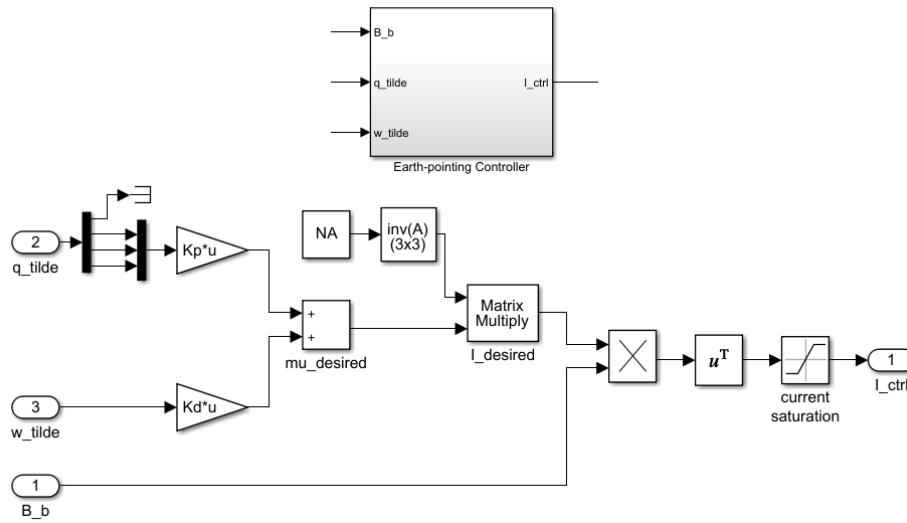 B_b
q_tilde
I_ctrl
w_tilde
Earth-pointing Controller
2
q_tilde
Kp*u
NA
inv(A)
(3x3)
+
+
mu_desired
Matrix
Multiply
I_desired
u^T
current
saturation
1
I_ctrl
3
w_tilde
Kd*u
1
B_b